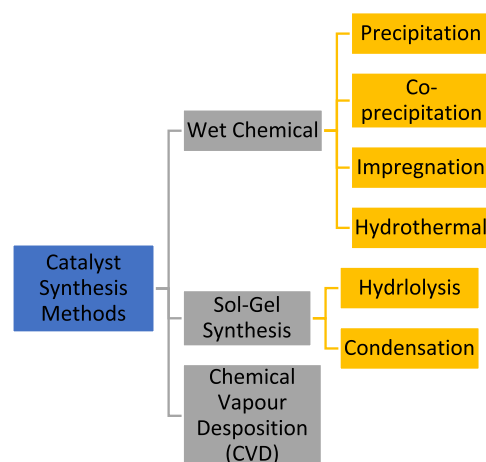 Catalyst
Synthesis
Methods
Wet Chemical
Precipitation
Co-
precipitation
Impregnation
Hydrothermal
Sol-Gel
Synthesis
Hydrlolysis
Condensation
Chemical
Vapour
Desposition
(CVD)